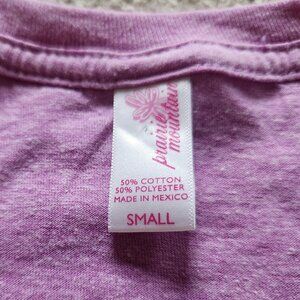 prairie
mountain
50% COTTON
50% POLYESTER
MADE IN MEXICO
SMALL